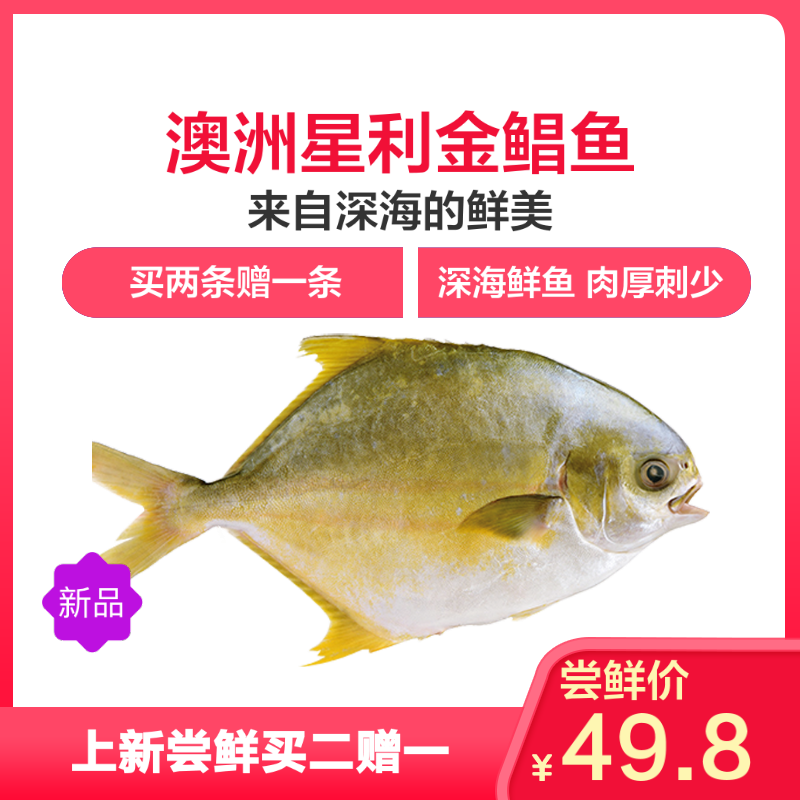 澳洲星利金鲳鱼
来自深海的鲜美
买两条赠一条
深海鲜鱼 肉厚刺少
新品
尝鲜价
上新尝鲜买二赠一
¥49.8